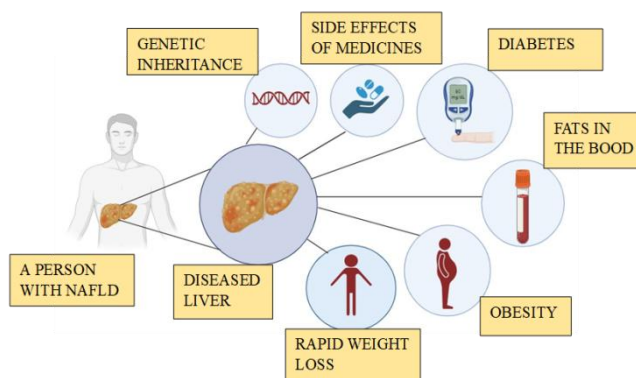 GENETIC
INHERITANCE
SIDE EFFECTS
OF MEDICINES
DIABETES
FATS IN
THE BOOD
A PERSON
WITH NAFLD
DISEASED
LIVER
RAPID WEIGHT
LOSS
OBESITY